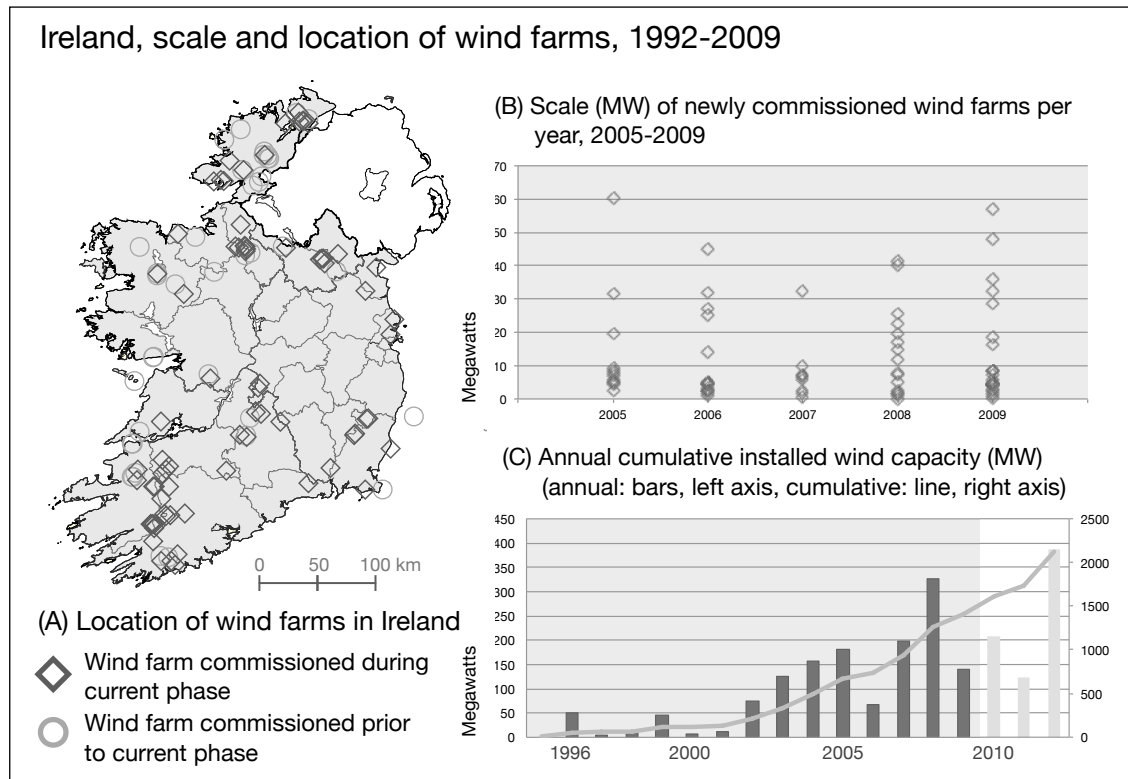 Ireland, scale and location of wind farms, 1992-2009
(B) Scale (MW) of newly commissioned wind farms per
year, 2005-2009
70
60
50
40
30
20
10
0
Megawatts
2005
2006
2007
2008
2009
0
50
100 km
(A) Location of wind farms in Ireland
Wind farm commissioned during
current phase
Wind farm commissioned prior
to current phase
(C) Annual cumulative installed wind capacity (MW)
(annual: bars, left axis, cumulative: line, right axis)
450
400
350
300
250
200
150
100
50
0
Megawatts
2500
2000
1500
1000
500
0
1996
2000
2005
2010